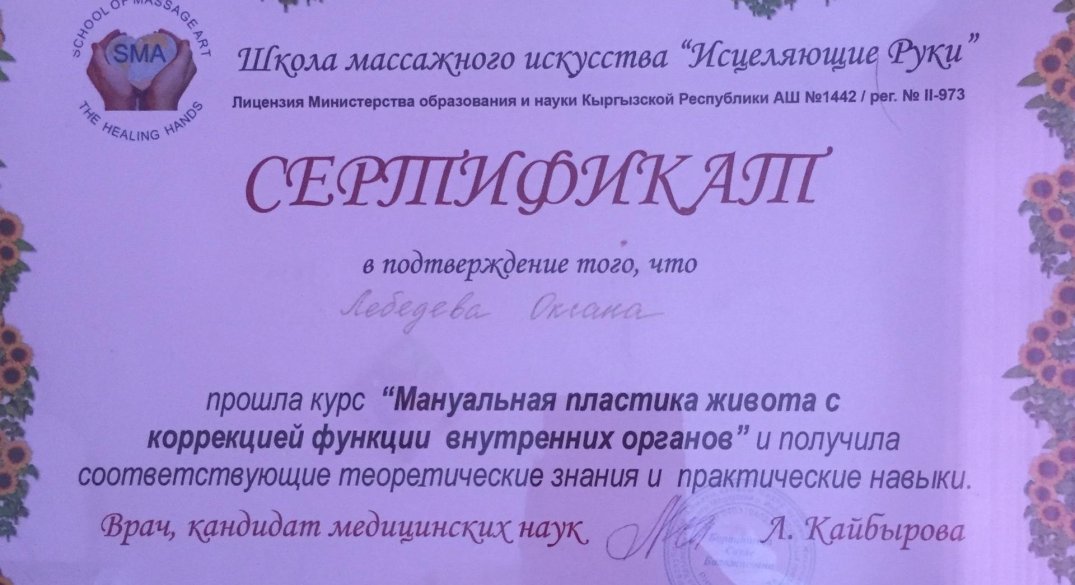 SCHOOL OF MASSAGE ART
SMA
THE HEALING HANDS
Школа массажного искусства “Исцеляющие Руки”
Лицензия Министерства образования и науки Кыргызской Республики АШ №1442 / рег. № II-973
СЕРТИФИКАТ
в подтверждение того, что
Лебедева Оксана
прошла курс “Мануальная пластика живота с
коррекцией функции внутренних органов” и получила
соответствующие теоретические знания и практические навыки.
Врач, кандидат медицинских наук Л. Кайбырова